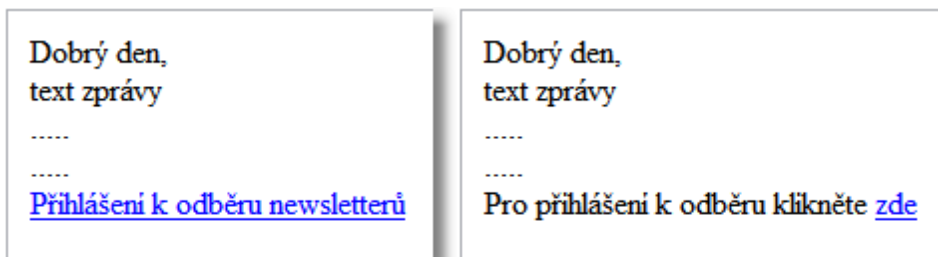 Dobrý den,
text zprávy
-----
-----
Přihlášení k odběru newsletterů
Dobrý den,
text zprávy
-----
-----
Pro přihlášení k odběru klikněte zde